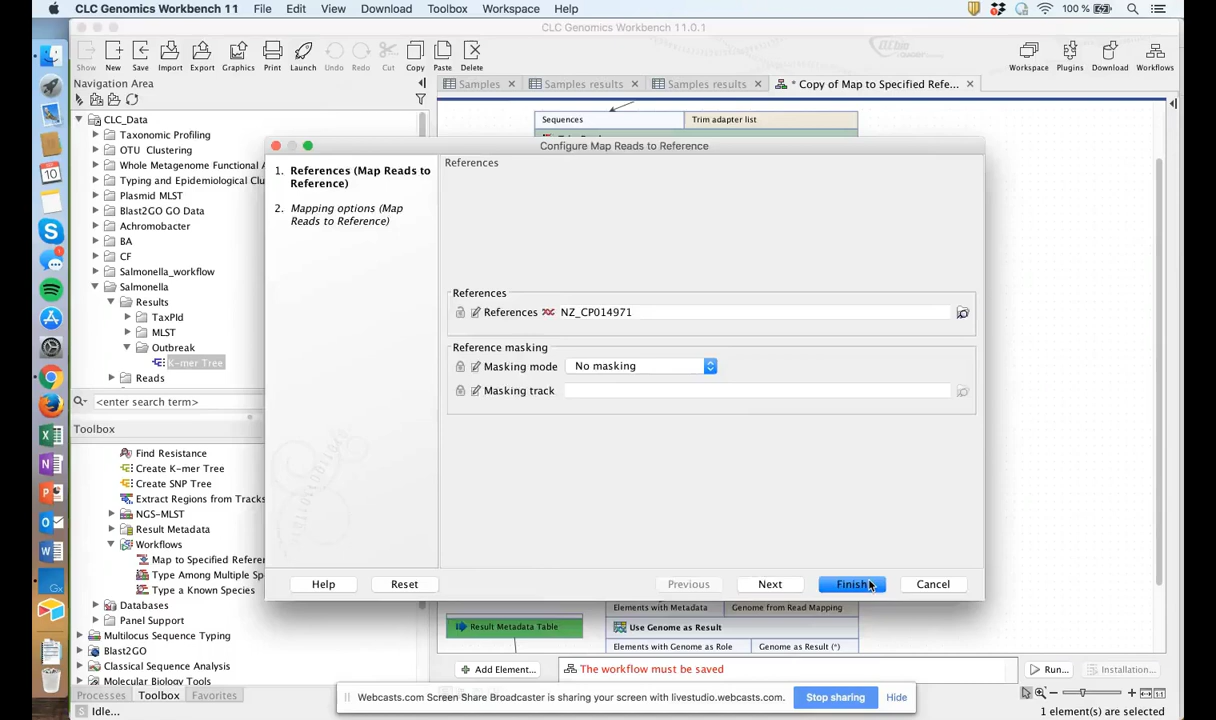 CLC Genomics Workbench 11 File Edit View Download Toolbox Workspace Help 100 %
CLC Genomics Workbench 11.0.1
Show New Save Import Export Graphics Print Launch Undo Redo Cut Copy Paste Delete Workspace Plugins Download Workflows
Navigation Area
Samples Samples results Samples results * Copy of Map to Specified Refe...
CLC_Data
Taxonomic Profiling
OTU Clustering
Whole Metagenome Functional
Typing and Epidemiological Clu
Plasmid MLST
Blast2GO GO Data
Achromobacter
BA
CF
Salmonella_workflow
Salmonella
Results
TaxPId
MLST
Outbreak
K-mer Tree
Reads
<enter search term>
Toolbox
Find Resistance
Create K-mer Tree
Create SNP Tree
Extract Regions from Tracks
NGS-MLST
Result Metadata
Workflows
Map to Specified Referen
Type Among Multiple Sp
Type a Known Species
Databases
Panel Support
Multilocus Sequence Typing
Blast2GO
Classical Sequence Analysis
Molecular Biology Tools
Processes Toolbox Favorites
Idle...
Sequences Trim adapter list
Configure Map Reads to Reference
1. References (Map Reads to
Reference)
2. Mapping options (Map
Reads to Reference)
References
References
References NZ_CP014971
Reference masking
Masking mode No masking
Masking track
Help Reset Previous Next Finish Cancel
Result Metadata Table
Elements with Metadata Genome from Read Mapping
Use Genome as Result
Elements with Genome as Role Genome as Result (*)
Add Element... The workflow must be saved Run... Installation...
Webcasts.com Screen Share Broadcaster is sharing your screen with livestudio.webcasts.com. Stop sharing Hide
1 element(s) are selected